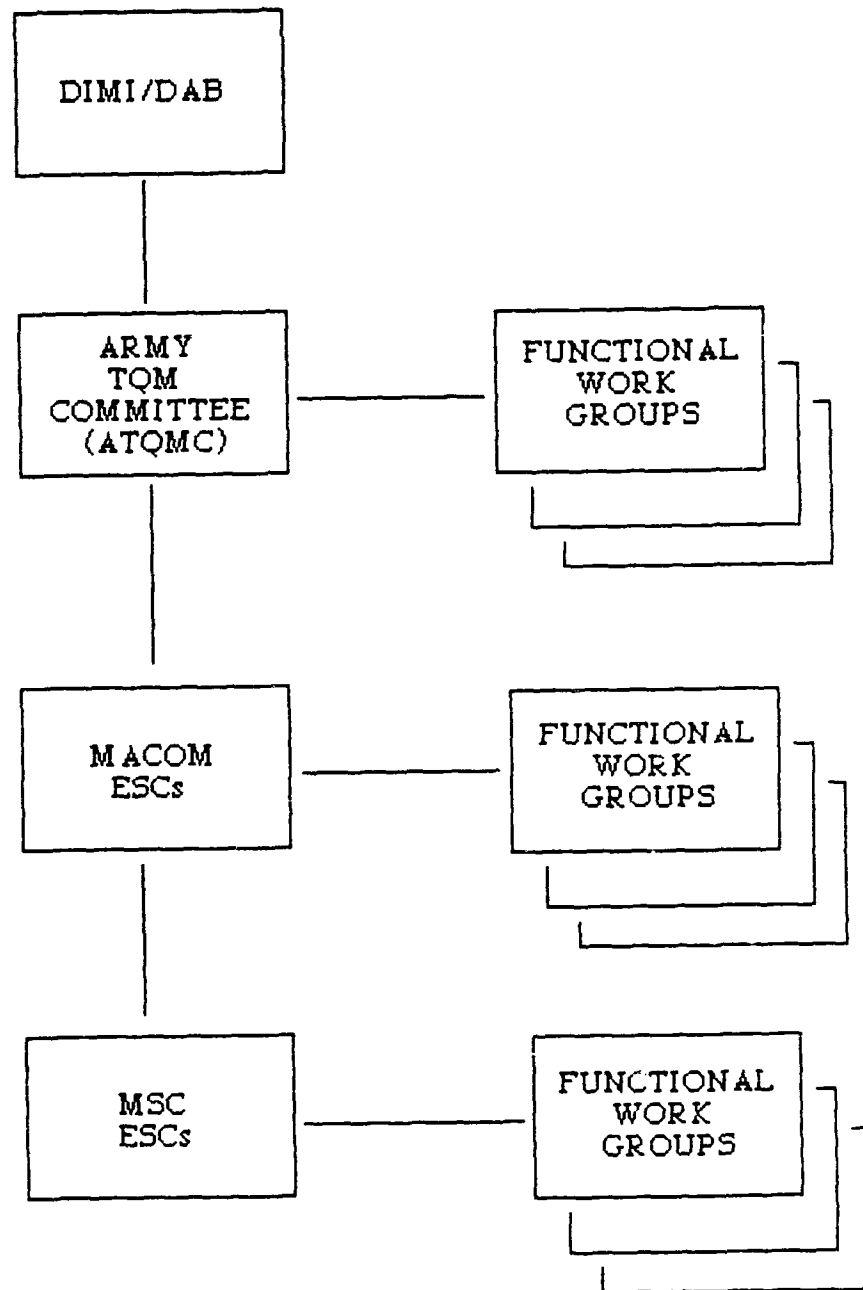 DIMI/DAB
ARMY
TQM
COMMITTEE
(ATQMC)
FUNCTIONAL
WORK
GROUPS
MACOM
ESCs
FUNCTIONAL
WORK
GROUPS
MSC
ESCs
FUNCTIONAL
WORK
GROUPS